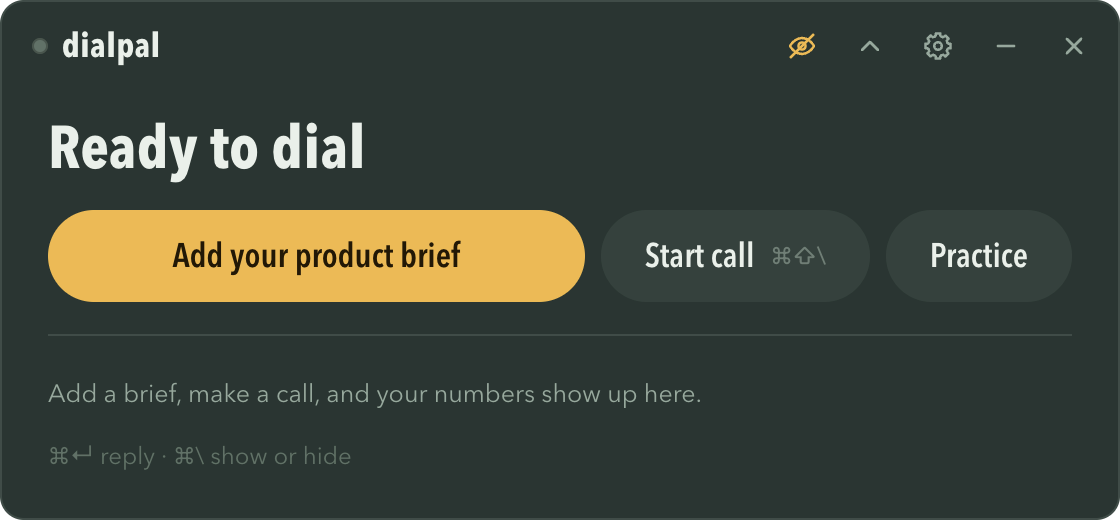 dialpal
Ready to dial
Add your product brief
Start call ⌘⇧\
Practice
Add a brief, make a call, and your numbers show up here.
⌘↵ reply · ⌘\ show or hide